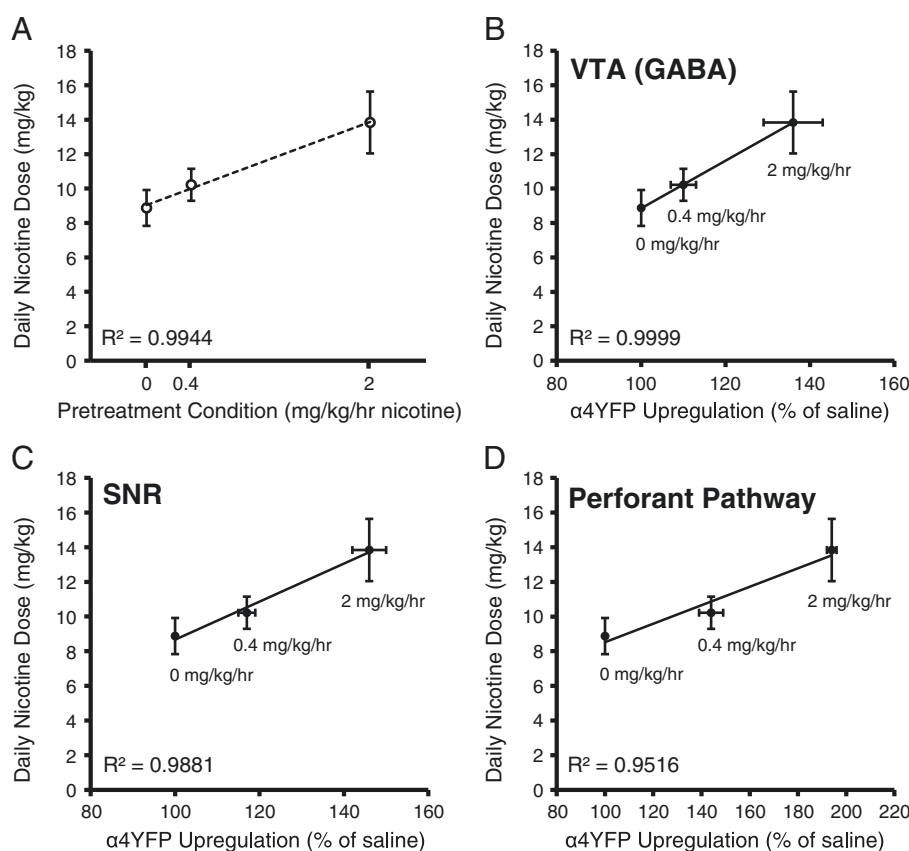 A
18
16
14
12
10
8
6
4
2
0
Daily Nicotine Dose (mg/kg)
R² = 0.9944
0 0.4 2
Pretreatment Condition (mg/kg/hr nicotine)
B
VTA (GABA)
18
16
14
12
10
8
6
4
2
0
Daily Nicotine Dose (mg/kg)
2 mg/kg/hr
0.4 mg/kg/hr
0 mg/kg/hr
R² = 0.9999
80 100 120 140 160
α4YFP Upregulation (% of saline)
C
SNR
18
16
14
12
10
8
6
4
2
0
Daily Nicotine Dose (mg/kg)
2 mg/kg/hr
0.4 mg/kg/hr
0 mg/kg/hr
R² = 0.9881
80 100 120 140 160
α4YFP Upregulation (% of saline)
D
Perforant Pathway
18
16
14
12
10
8
6
4
2
0
Daily Nicotine Dose (mg/kg)
2 mg/kg/hr
0.4 mg/kg/hr
0 mg/kg/hr
R² = 0.9516
80 100 120 140 160 180 200 220
α4YFP Upregulation (% of saline)